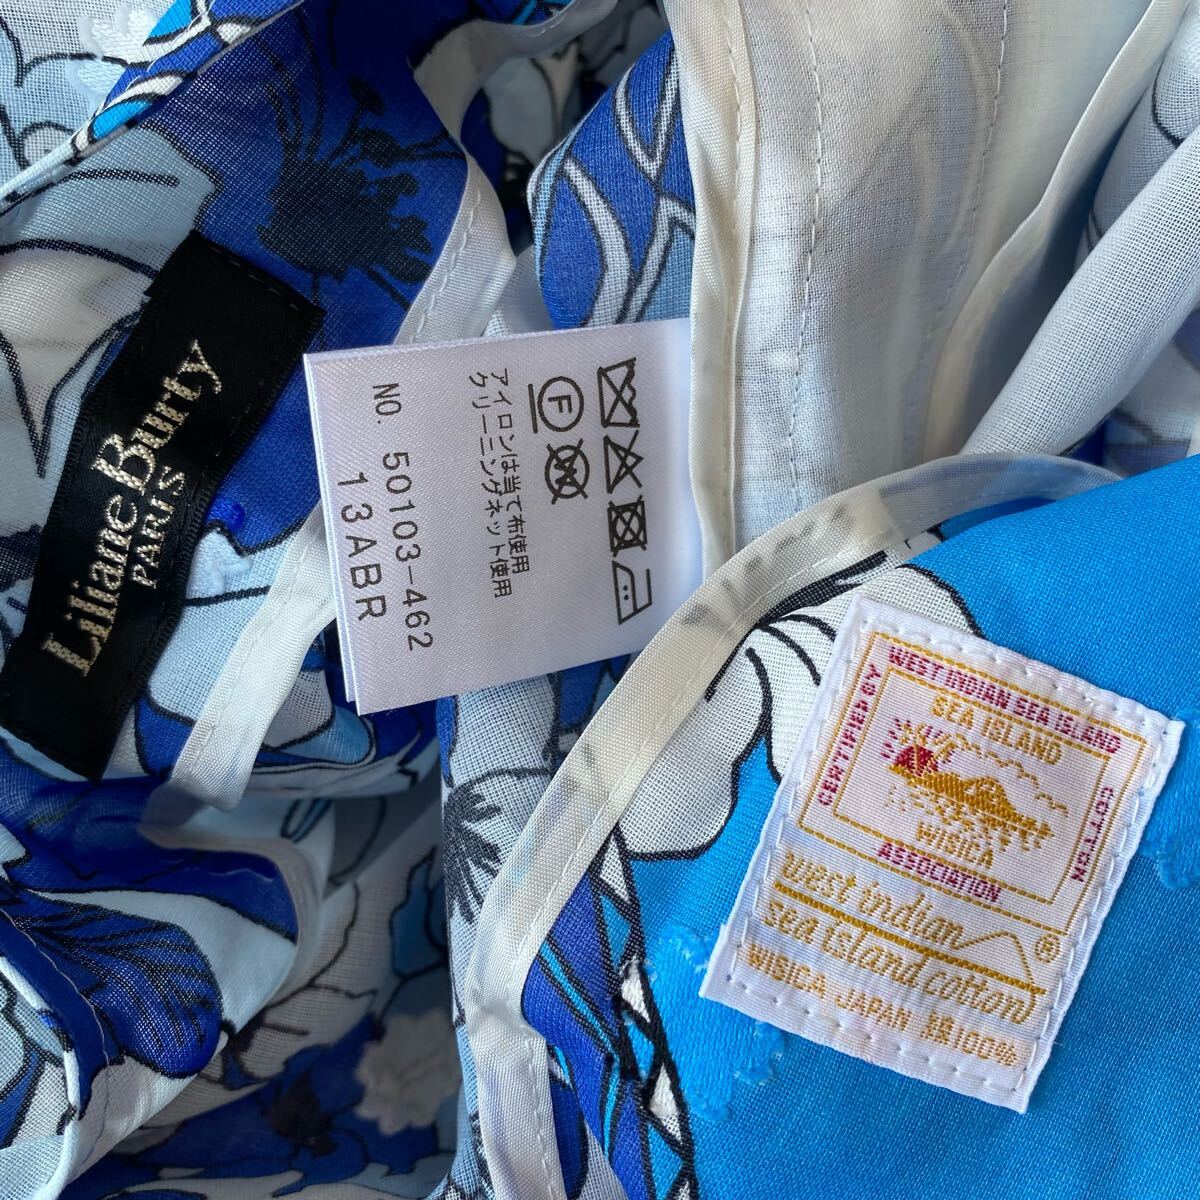 Liliane Burty
PARIS
アイロンは当て布使用
クリーニングネット使用
NO. 50103-462
13ABR
F
W
CERTIFIED BY WEST INDIAN SEA ISLAND COTTON ASSOCIATION
SEA ISLAND
WISICA
west indian
sea island cotton ®
WISICA JAPAN 綿100%